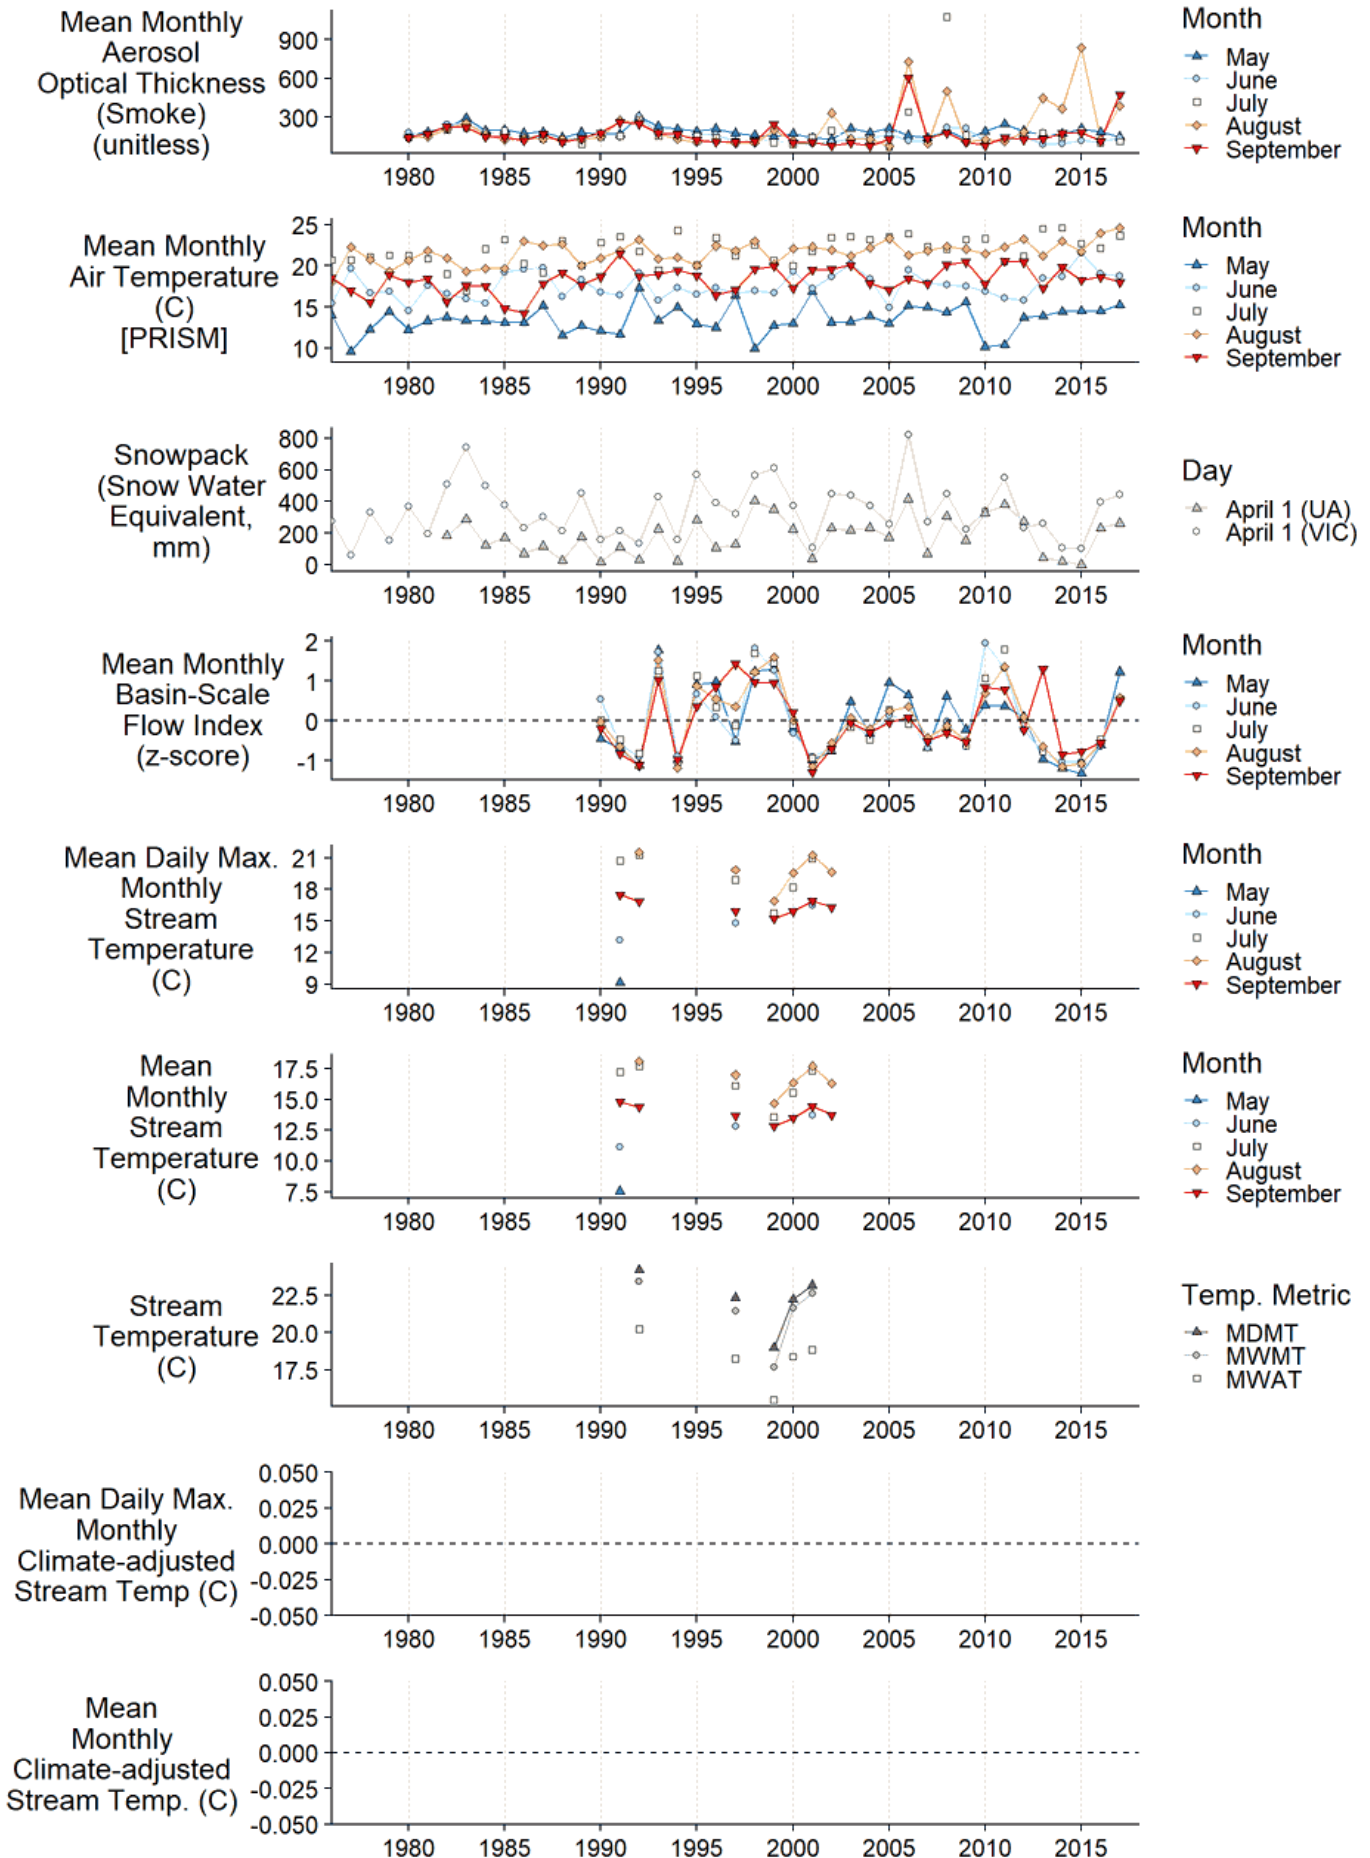 Mean Monthly
Aerosol
Optical Thickness
(Smoke)
(unitless)
900
600
300
1980 1985 1990 1995 2000 2005 2010 2015
Month
May
June
July
August
September
Mean Monthly
Air Temperature
(C)
[PRISM]
25
20
15
10
1980 1985 1990 1995 2000 2005 2010 2015
Month
May
June
July
August
September
Snowpack
(Snow Water
Equivalent,
mm)
800
600
400
200
0
1980 1985 1990 1995 2000 2005 2010 2015
Day
April 1 (UA)
April 1 (VIC)
Mean Monthly
Basin-Scale
Flow Index
(z-score)
2
1
0
-1
1980 1985 1990 1995 2000 2005 2010 2015
Month
May
June
July
August
September
Mean Daily Max.
Monthly
Stream
Temperature
(C)
21
18
15
12
9
1980 1985 1990 1995 2000 2005 2010 2015
Month
May
June
July
August
September
Mean
Monthly
Stream
Temperature
(C)
17.5
15.0
12.5
10.0
7.5
1980 1985 1990 1995 2000 2005 2010 2015
Month
May
June
July
August
September
Stream
Temperature
(C)
22.5
20.0
17.5
1980 1985 1990 1995 2000 2005 2010 2015
Temp. Metric
MDMT
MWMT
MWAT
Mean Daily Max.
Monthly
Climate-adjusted
Stream Temp (C)
0.050
0.025
0.000
-0.025
-0.050
1980 1985 1990 1995 2000 2005 2010 2015
Mean
Monthly
Climate-adjusted
Stream Temp. (C)
0.050
0.025
0.000
-0.025
-0.050
1980 1985 1990 1995 2000 2005 2010 2015